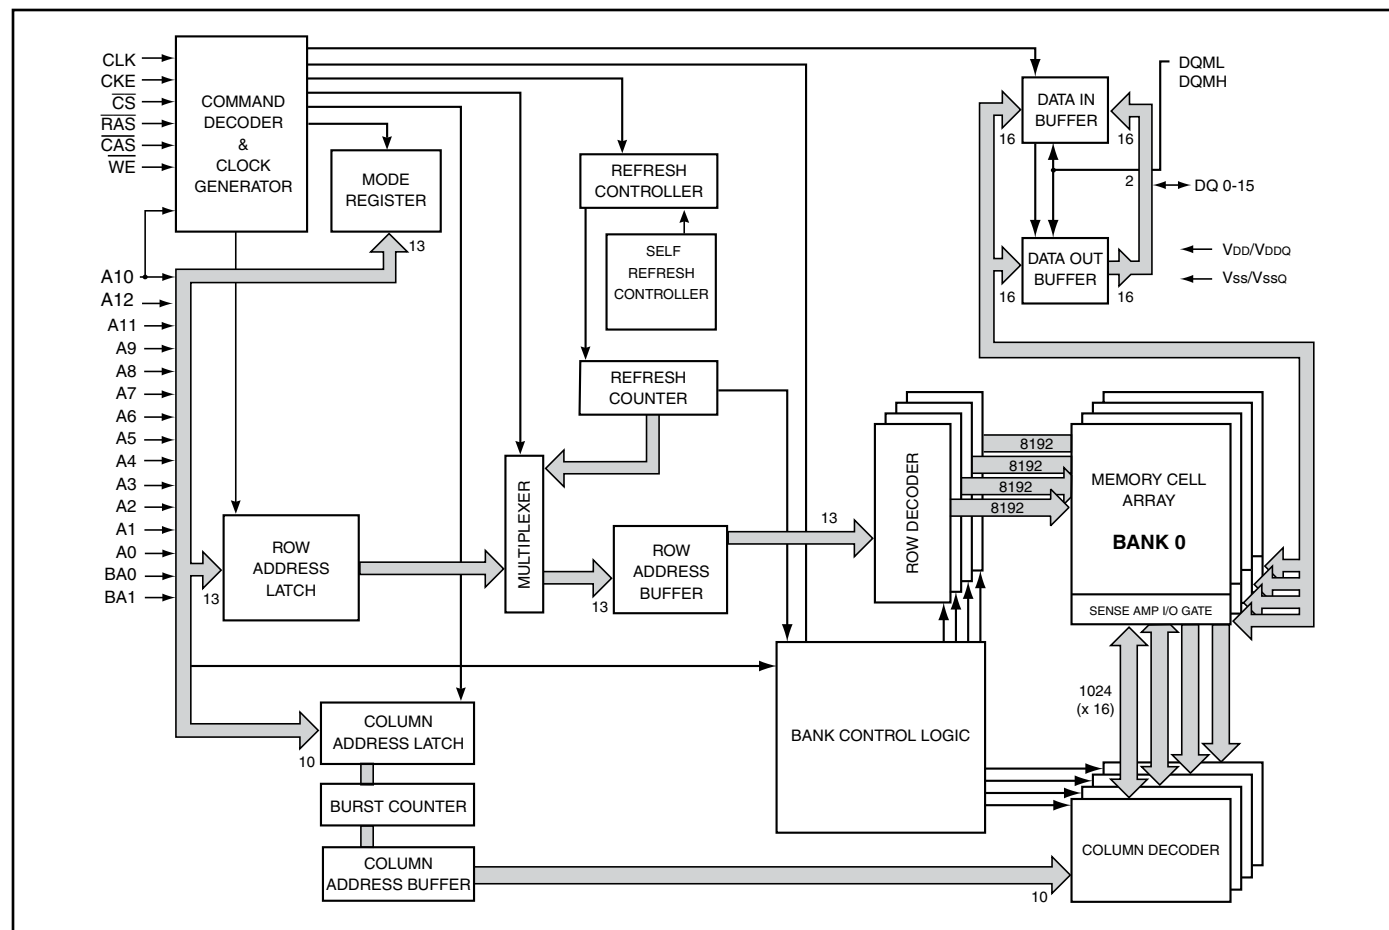 CLK
CKE
CS
RAS
CAS
WE
A10
A12
A11
A9
A8
A7
A6
A5
A4
A3
A2
A1
A0
BA0
BA1
COMMAND
DECODER
&
CLOCK
GENERATOR
MODE
REGISTER
13
REFRESH
CONTROLLER
SELF
REFRESH
CONTROLLER
REFRESH
COUNTER
DATA IN
BUFFER
16
16
DQML
DQMH
2
DQ 0-15
DATA OUT
BUFFER
16
16
VDD/VDDQ
Vss/VssQ
13
ROW
ADDRESS
LATCH
MULTIPLEXER
13
ROW
ADDRESS
BUFFER
13
ROW DECODER
8192
8192
8192
8192
MEMORY CELL
ARRAY
BANK 0
SENSE AMP I/O GATE
1024
(x 16)
BANK CONTROL LOGIC
10
COLUMN
ADDRESS LATCH
BURST COUNTER
COLUMN
ADDRESS BUFFER
10
COLUMN DECODER